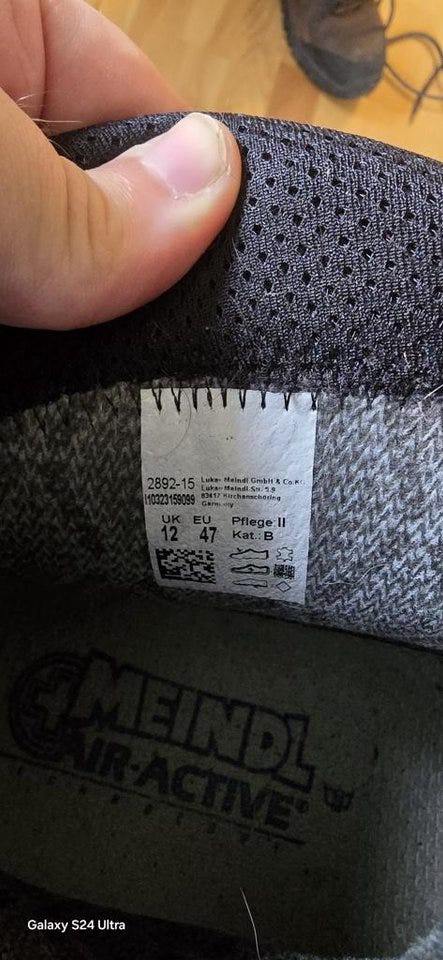 2892-15
110323159099
Lukas Meindl GmbH & Co.KG
Lukas-Meindl-Str. 5-9
83417 Kirchanschöring
Germany
UK EU
12 47
Pflege II
Kat.: B
MEINDL
AIR-ACTIVE®
Galaxy S24 Ultra